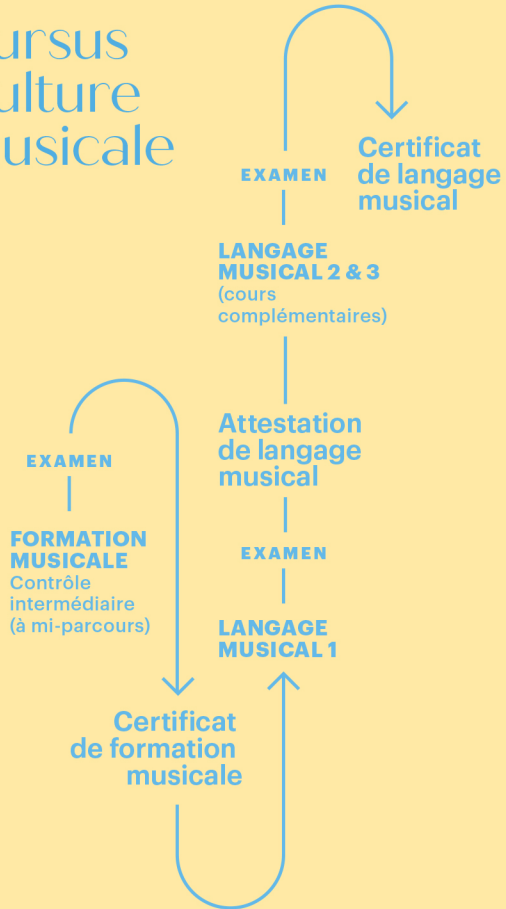 ursus
ulture
usicale
FORMATION
MUSICALE
Contrôle
intermédiaire
(à mi-parcours)
EXAMEN
Certificat
de formation
musicale
LANGAGE
MUSICAL 1
EXAMEN
Attestation
de langage
musical
LANGAGE
MUSICAL 2 & 3
(cours
complémentaires)
EXAMEN
Certificat
de langage
musical